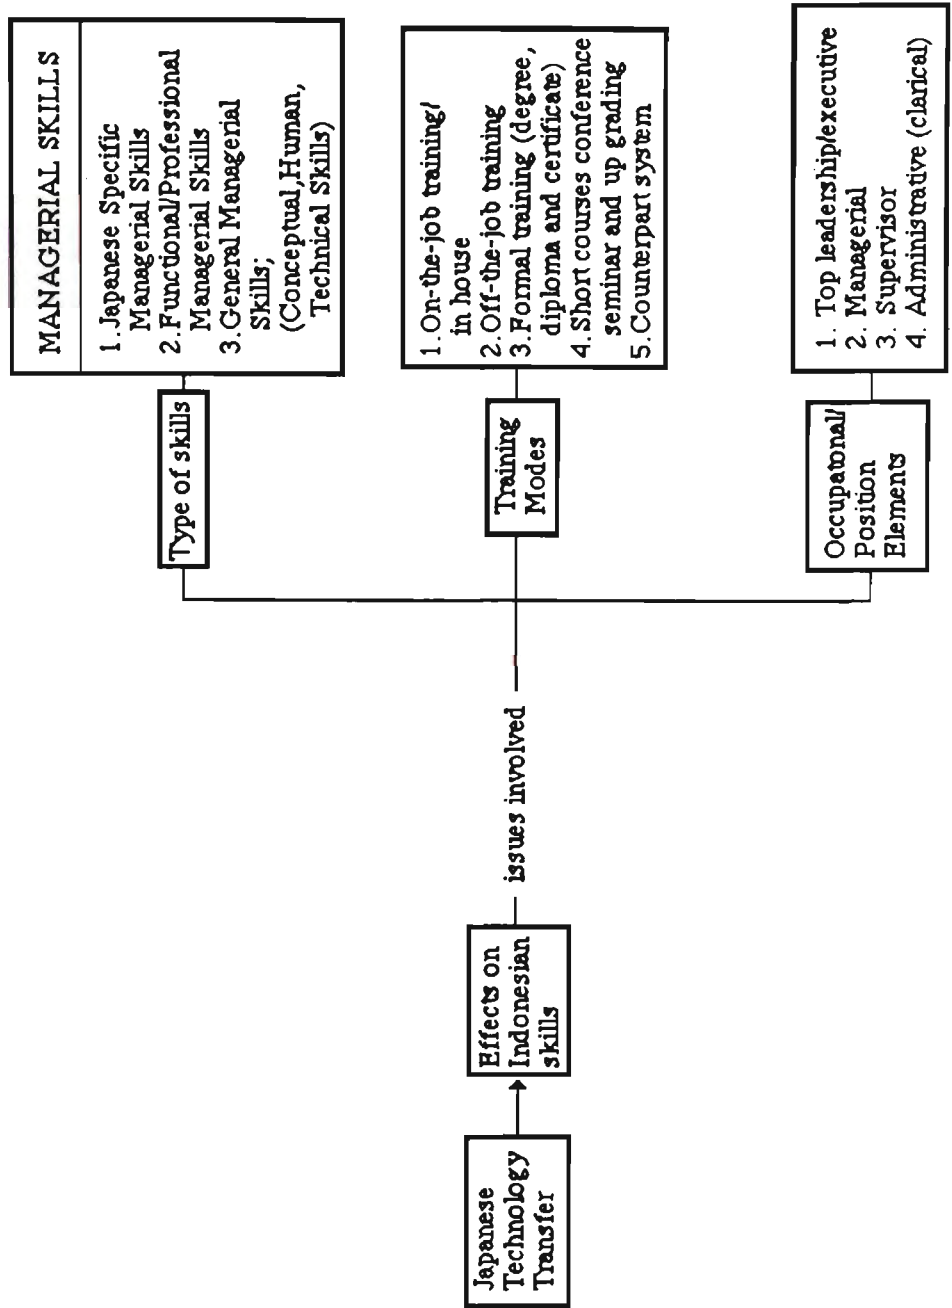 Japanese
Technology
Transfer
Effects on
Indonesian
skills
issues involved
Type of skills
MANAGERIAL SKILLS
1. Japanese Specific
Managerial Skills
2. Functional/Professional
Managerial Skills
3. General Managerial
Skills;
(Conceptual,Human,
Technical Skills)
Training
Modes
1. On-the-job training/
in house
2. Off-the-job training
3. Formal training (degree,
diploma and certificate)
4. Short courses conference
seminar and up grading
5. Counterpart system
Occupatonal/
Position
Elements
1. Top leadership/executive
2. Managerial
3. Supervisor
4. Administrative (clarical)